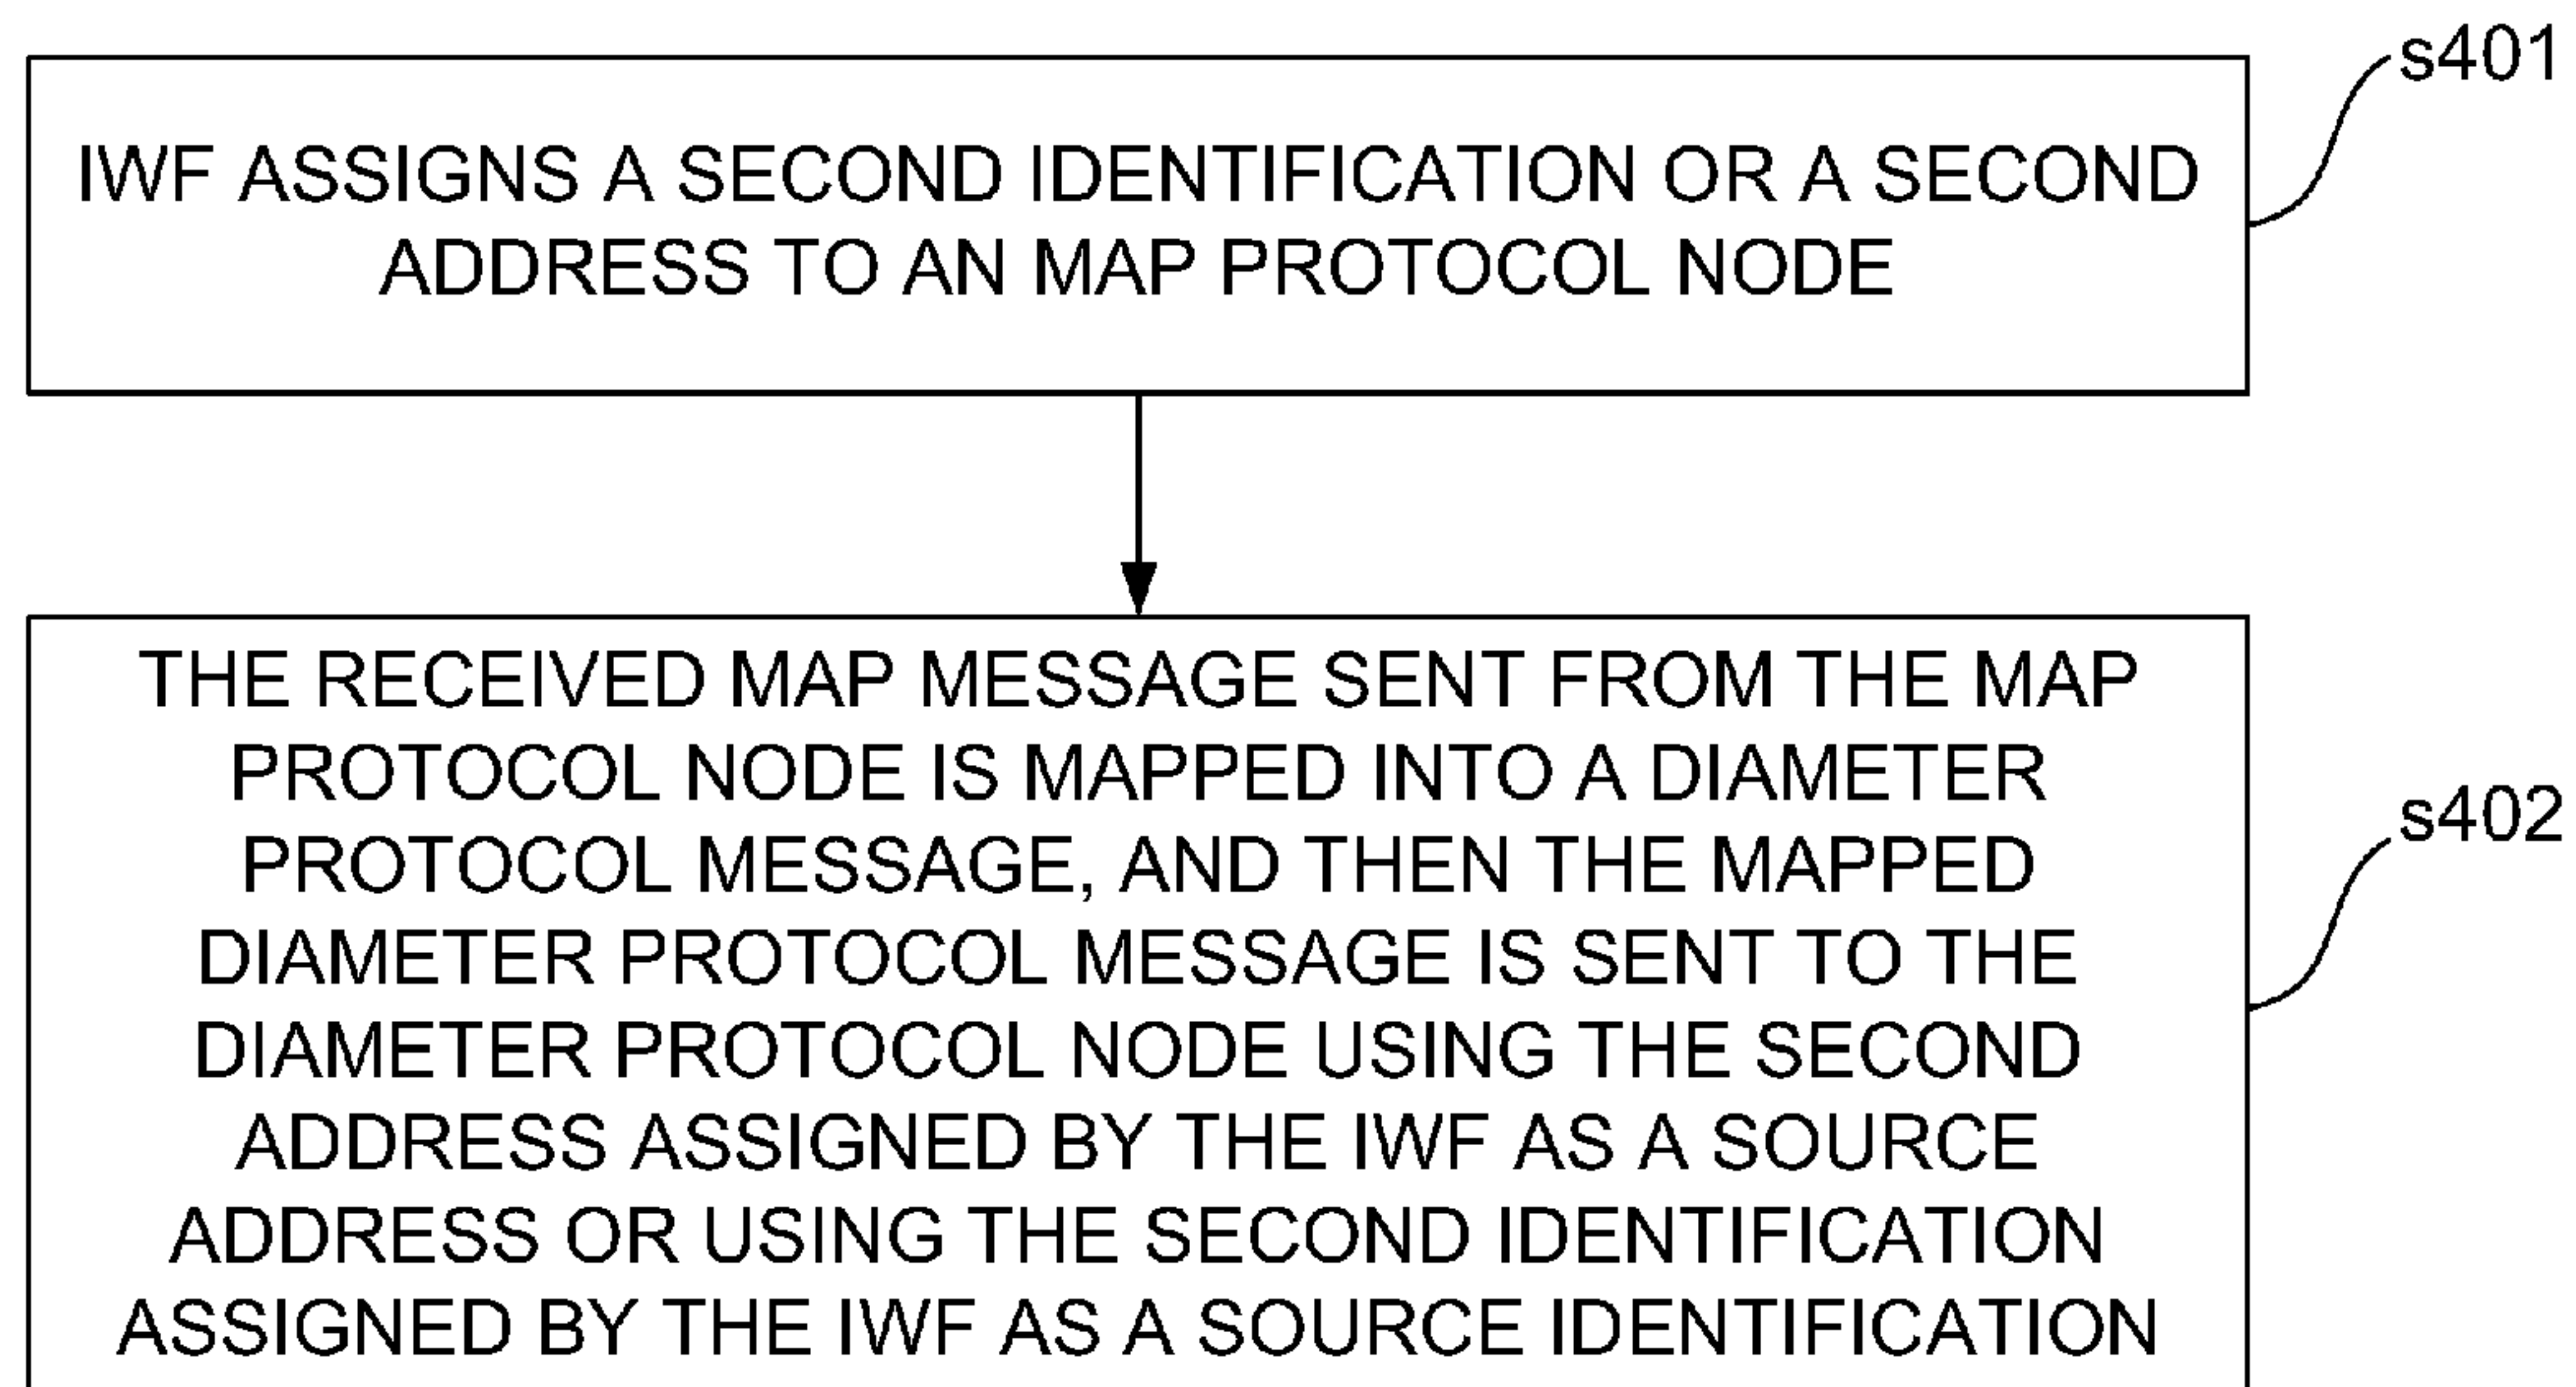 s401
IWF ASSIGNS A SECOND IDENTIFICATION OR A SECOND
ADDRESS TO AN MAP PROTOCOL NODE
THE RECEIVED MAP MESSAGE SENT FROM THE MAP
PROTOCOL NODE IS MAPPED INTO A DIAMETER
PROTOCOL MESSAGE, AND THEN THE MAPPED
DIAMETER PROTOCOL MESSAGE IS SENT TO THE
DIAMETER PROTOCOL NODE USING THE SECOND
ADDRESS ASSIGNED BY THE IWF AS A SOURCE
ADDRESS OR USING THE SECOND IDENTIFICATION
ASSIGNED BY THE IWF AS A SOURCE IDENTIFICATION
s402